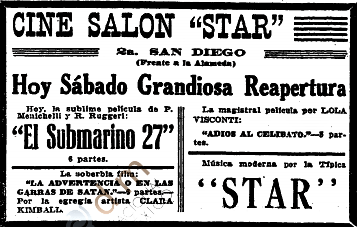 CINE SALON "STAR"
2a. SAN DIEGO
(Frente a la Alameda)
Hoy Sábado Grandiosa Reapertura
Hoy, la sublime película de P.
Menichelli y R. Ruggeri:
"El Submarino 27"
6 partes.
La soberbia film:
"LA ADVERTENCIA, O EN LAS
GARRAS DE SATAN."—9 partes.—
Por la egregia artista CLARA
KIMBALL.
La magistral película por LOLA
VISCONTI:
"ADIOS AL CELIBATO."—5 par-
tes.
Música moderna por la Típica
"STAR"